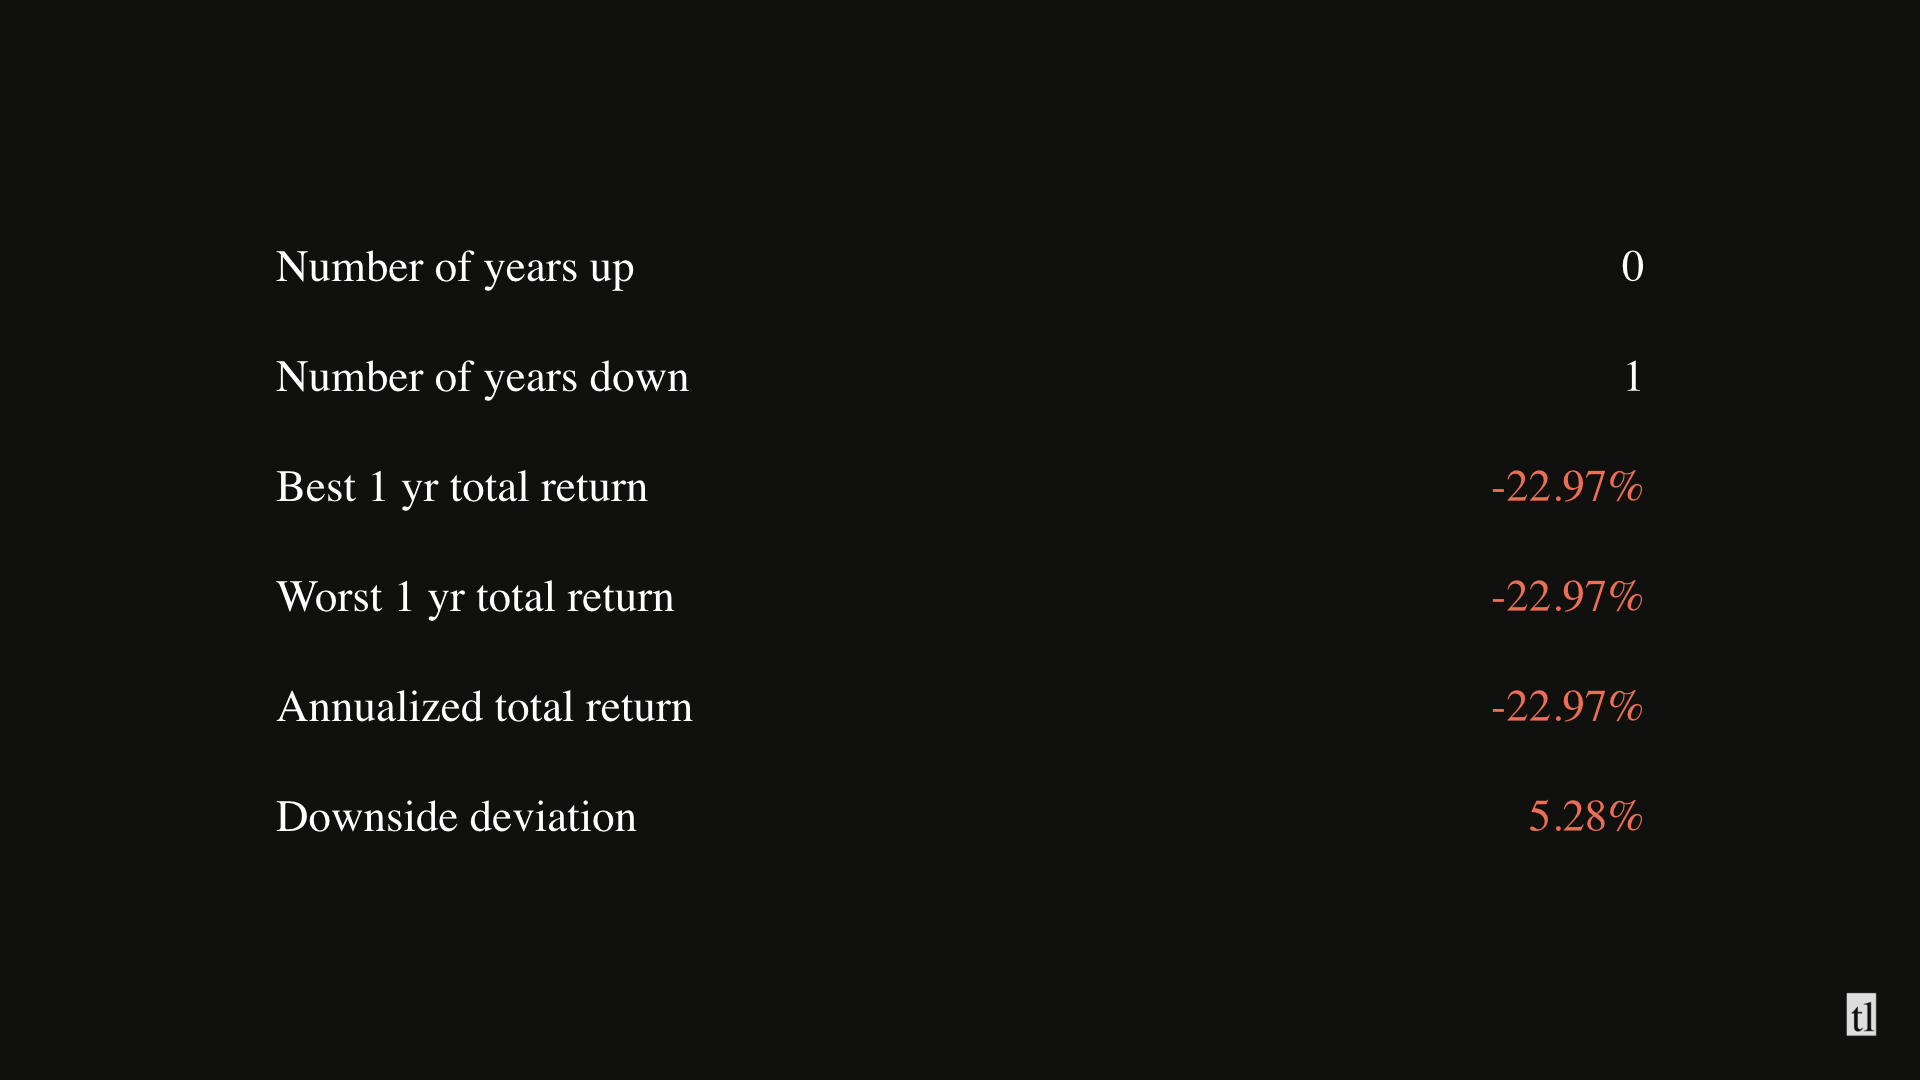 Number of years up 0
Number of years down 1
Best 1 yr total return -22.97%
Worst 1 yr total return -22.97%
Annualized total return -22.97%
Downside deviation 5.28%
tl